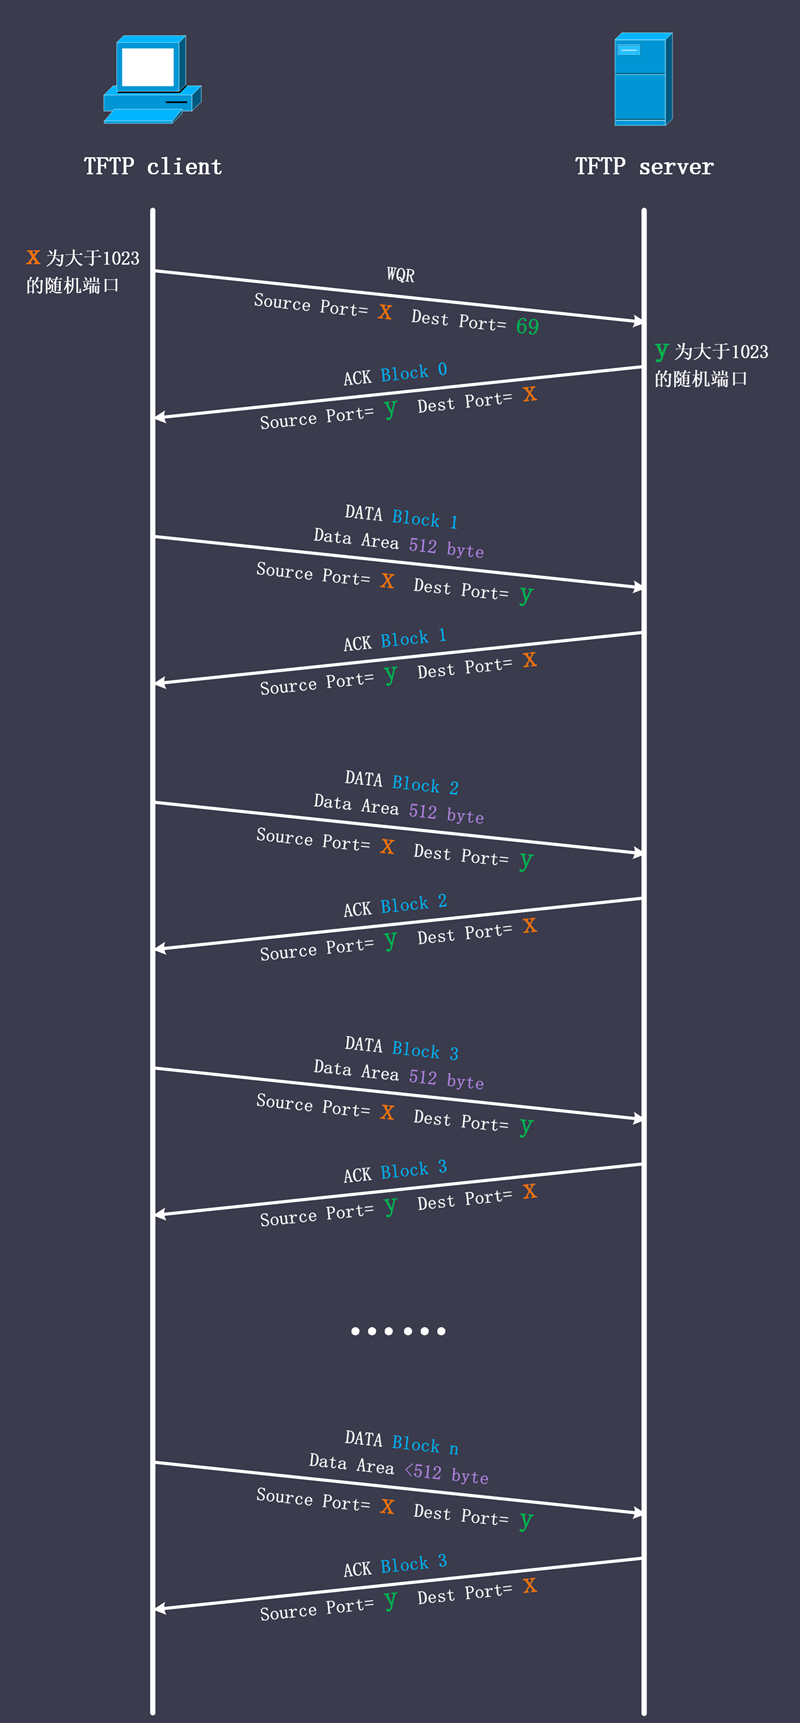 TFTP client
TFTP server
x 为大于1023
的随机端口
WQR
Source Port= x Dest Port= 69
y 为大于1023
的随机端口
ACK Block 0
Source Port= y Dest Port= x
DATA Block 1
Data Area 512 byte
Source Port= x Dest Port= y
ACK Block 1
Source Port= y Dest Port= x
DATA Block 2
Data Area 512 byte
Source Port= x Dest Port= y
ACK Block 2
Source Port= y Dest Port= x
DATA Block 3
Data Area 512 byte
Source Port= x Dest Port= y
ACK Block 3
Source Port= y Dest Port= x
......
DATA Block n
Data Area <512 byte
Source Port= x Dest Port= y
ACK Block 3
Source Port= y Dest Port= x